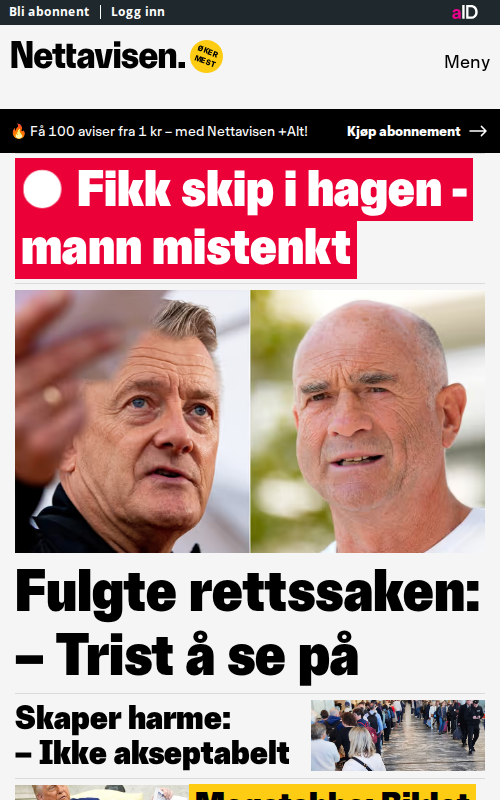 Bli abonnent | Logg inn
aID
Nettavisen.
ØKER
MEST
Meny
🔥 Få 100 aviser fra 1 kr – med Nettavisen +Alt!
Kjøp abonnement →
Fikk skip i hagen -
mann mistenkt
Fulgte rettssaken:
– Trist å se på
Skaper harme:
– Ikke akseptabelt